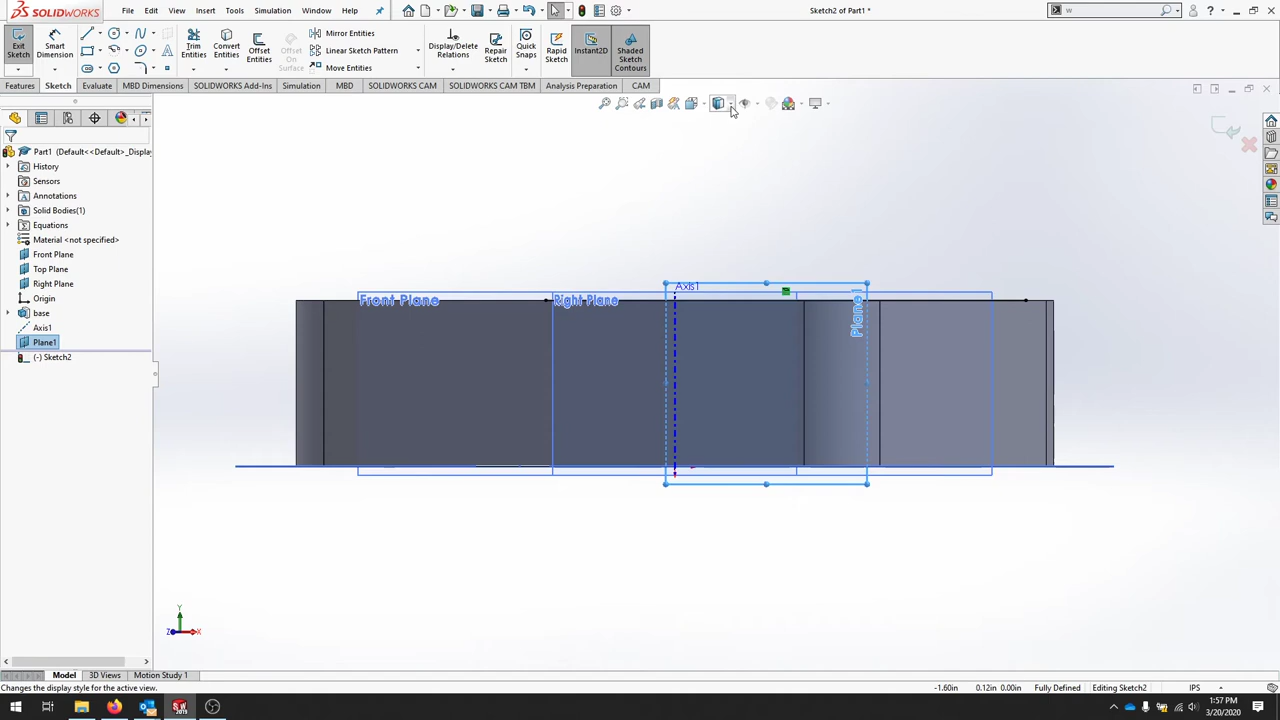 SOLIDWORKS
File Edit View Insert Tools Simulation Window Help
Sketch2 of Part1 *
w
Exit Sketch
Smart Dimension
Trim Entities
Convert Entities
Offset Entities
Offset On Surface
Mirror Entities
Linear Sketch Pattern
Move Entities
Display/Delete Relations
Repair Sketch
Quick Snaps
Rapid Sketch
Instant2D
Shaded Sketch Contours
Features Sketch Evaluate MBD Dimensions SOLIDWORKS Add-Ins Simulation MBD SOLIDWORKS CAM SOLIDWORKS CAM TBM Analysis Preparation CAM
Part1 (Default<<Default>_Display
History
Sensors
Annotations
Solid Bodies(1)
Equations
Material <not specified>
Front Plane
Top Plane
Right Plane
Origin
base
Axis1
Plane1
(-) Sketch2
Axis1
Front Plane
Right Plane
Plane1
Y
Z
X
Model 3D Views Motion Study 1
Changes the display style for the active view.
-1.60in 0.12in 0.00in Fully Defined Editing Sketch2 IPS
1:57 PM
3/20/2020